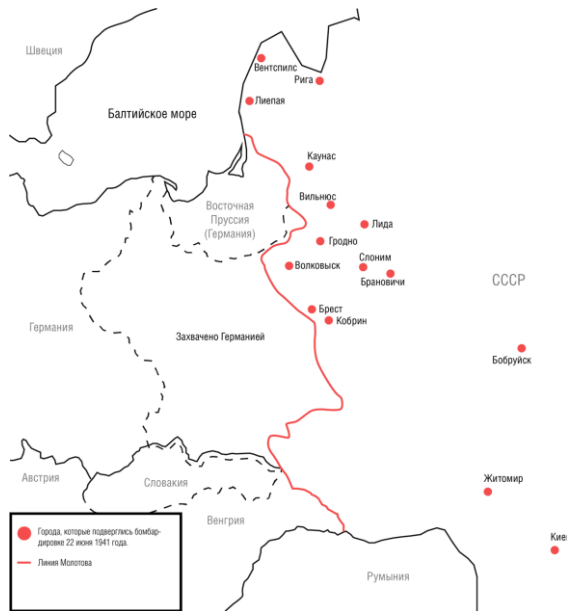 Швеция
Вентспилс
Рига
Лиепая
Балтийское море
Каунас
Вильнюс
Восточная
Пруссия
(Германия)
Лида
Гродно
Слоним
Волковыск
Брановичи
СССР
Брест
Кобрин
Германия
Захвачено Германией
Бобруйск
Австрия
Словакия
Житомир
Венгрия
Города, которые подверглись бомбар-
дировке 22 июня 1941 года.
Линия Молотова
Киев
Румыния